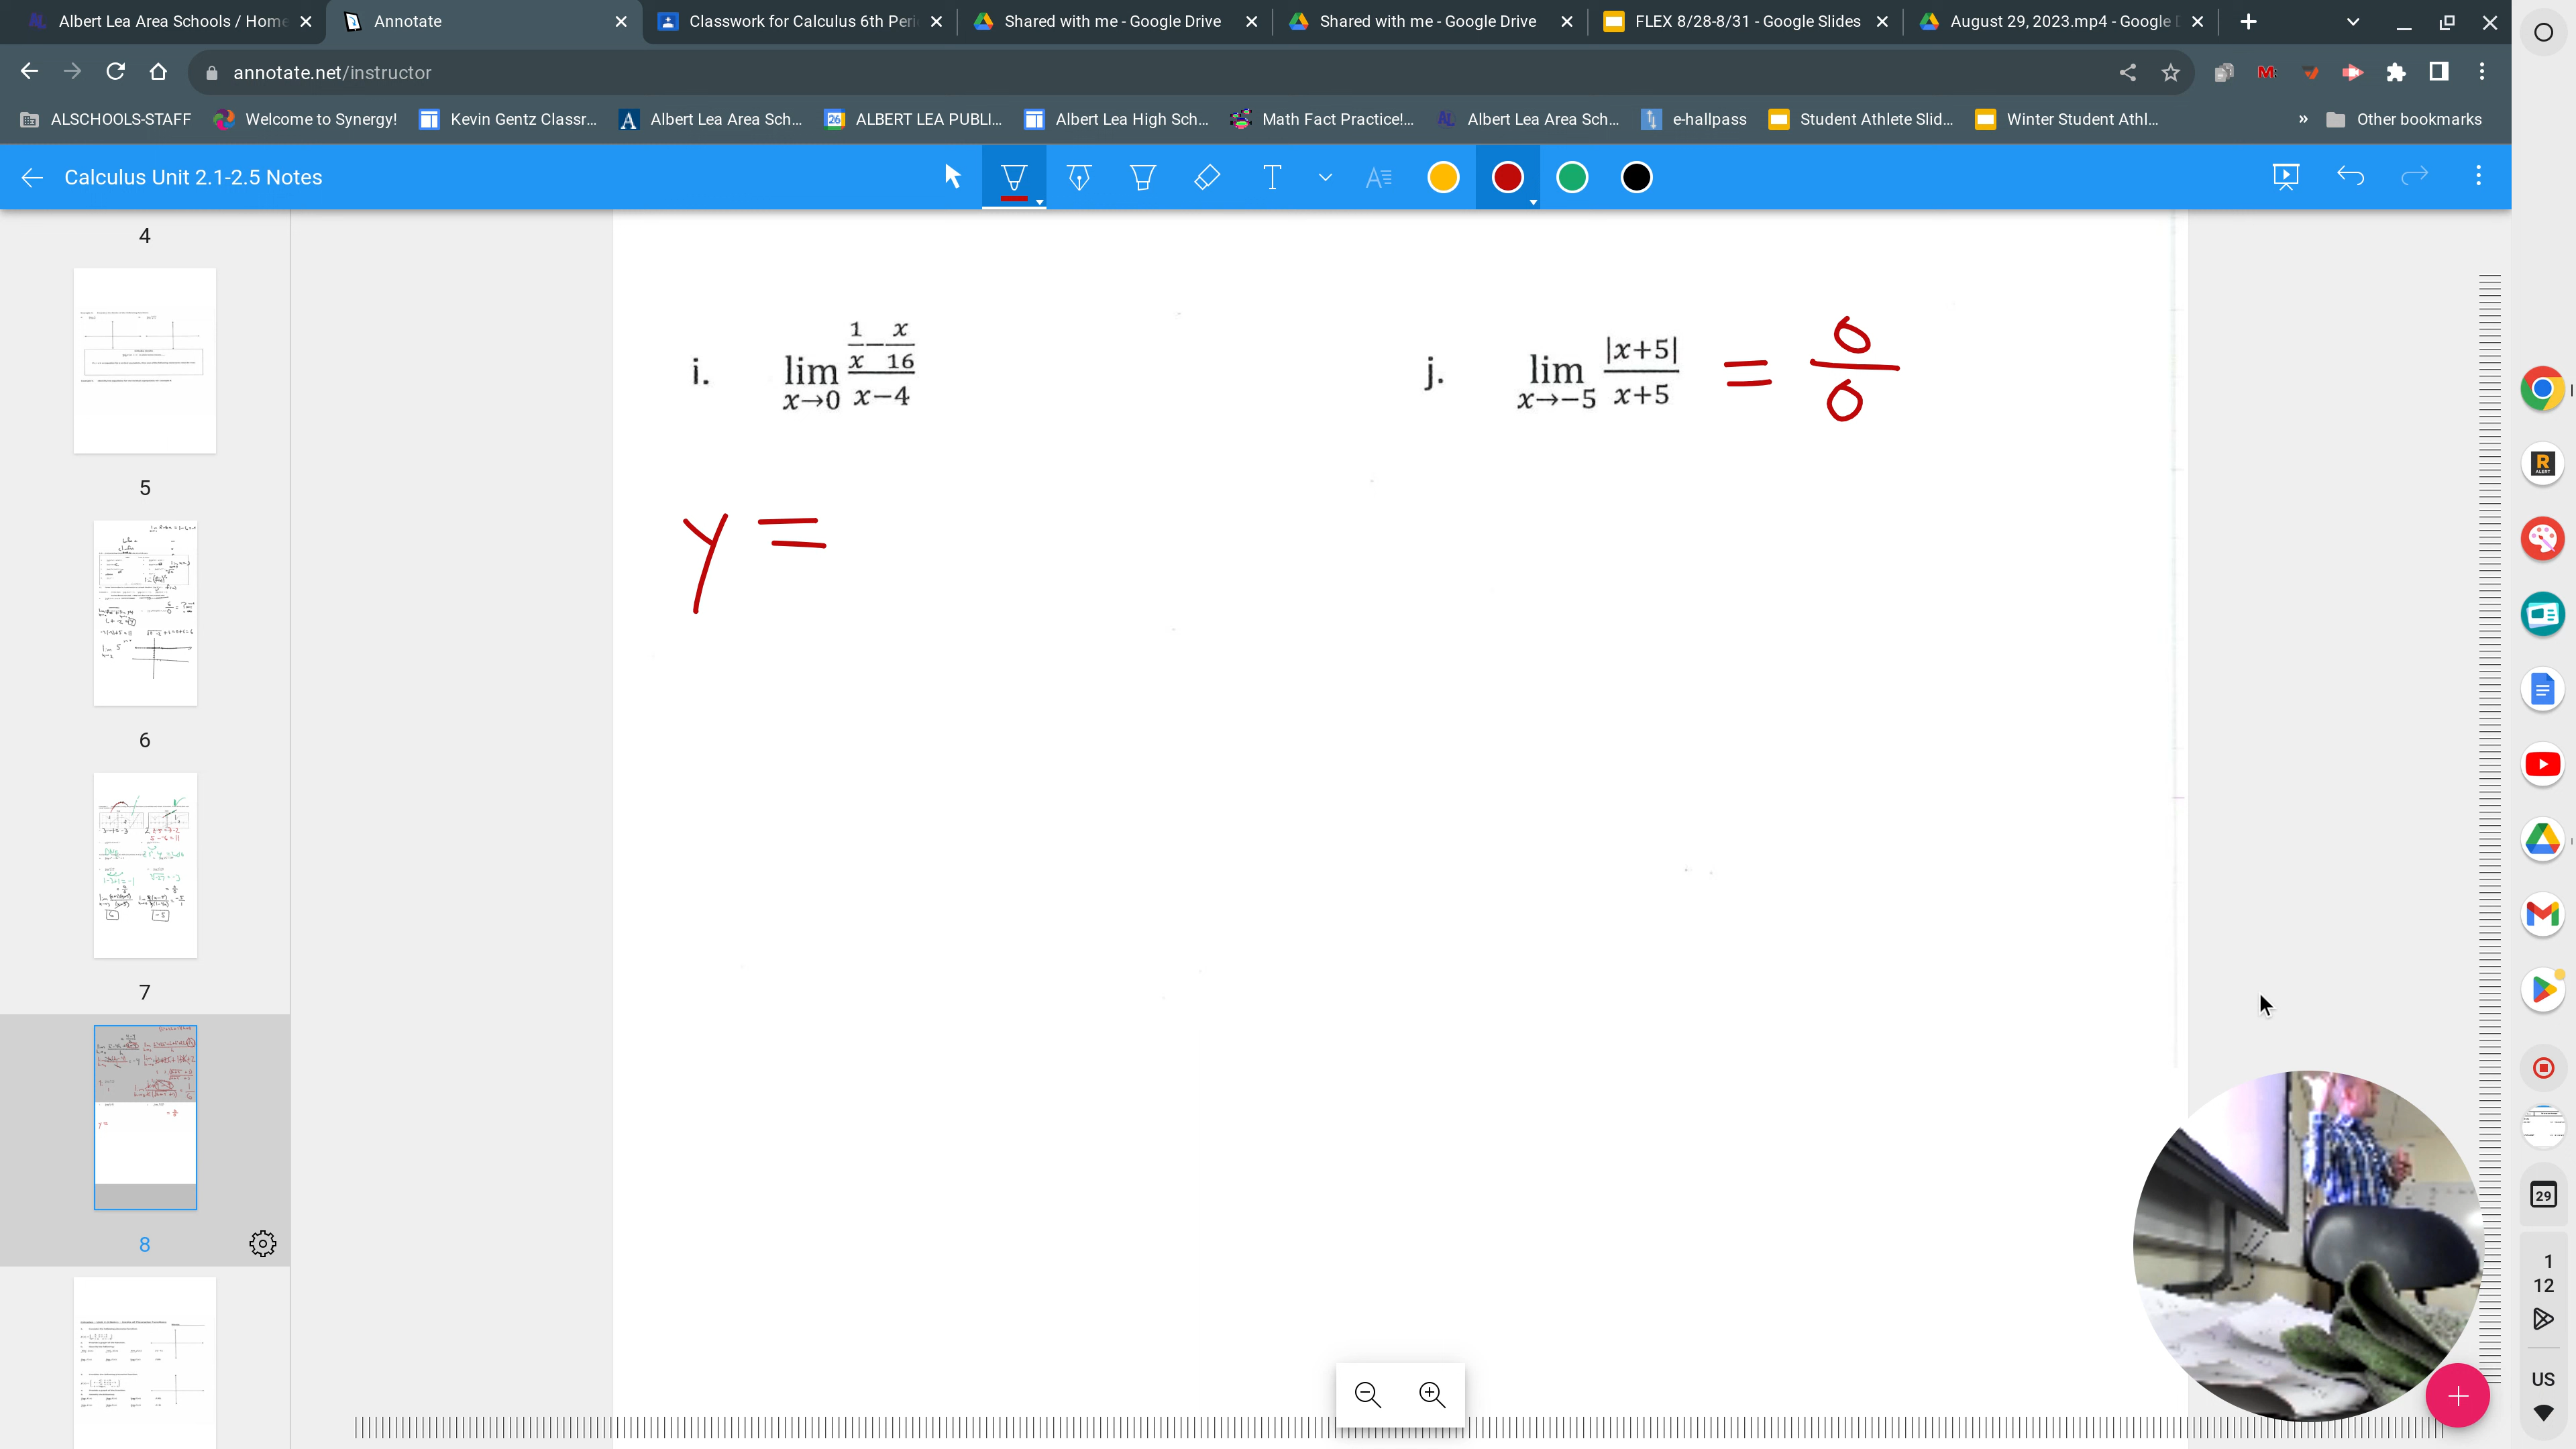 Albert Lea Area Schools / Home
Annotate
Classwork for Calculus 6th Peri
Shared with me - Google Drive
Shared with me - Google Drive
FLEX 8/28-8/31 - Google Slides
August 29, 2023.mp4 - Google D
annotate.net/instructor
ALSCHOOLS-STAFF
Welcome to Synergy!
Kevin Gentz Classr...
Albert Lea Area Sch...
ALBERT LEA PUBLI...
Albert Lea High Sch...
Math Fact Practice!...
Albert Lea Area Sch...
e-hallpass
Student Athlete Slid...
Winter Student Athl...
»
Other bookmarks
Calculus Unit 2.1-2.5 Notes
4
5
6
7
8
i. lim x→0 (1/x − x/16)/(x−4)
j. lim x→−5 |x+5|/(x+5) = 0/0
y =
R
ALERT
29
1
12
US